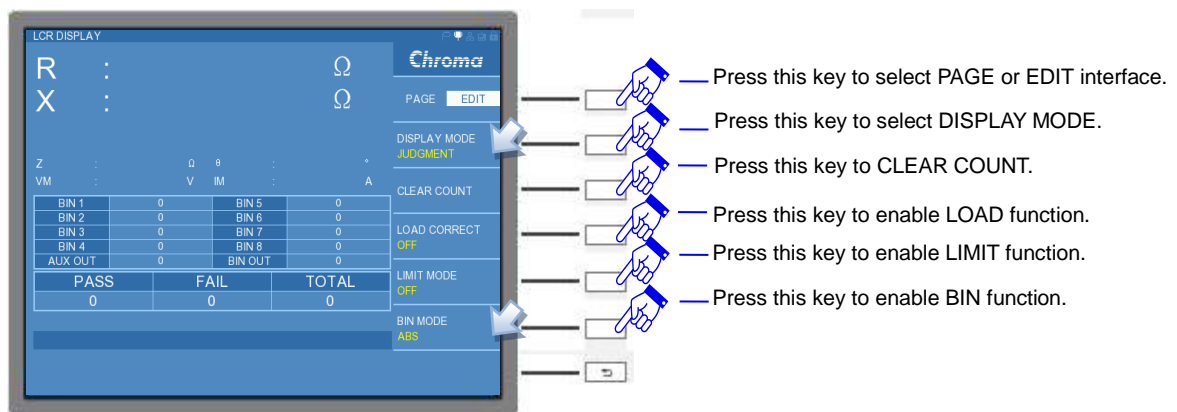 LCR DISPLAY
Chroma
R : Ω
X : Ω
PAGE EDIT
DISPLAY MODE
JUDGMENT
Z : Ω θ : °
VM : V IM : A
CLEAR COUNT
BIN 1 0 BIN 5 0
BIN 2 0 BIN 6 0
BIN 3 0 BIN 7 0
BIN 4 0 BIN 8 0
AUX OUT 0 BIN OUT 0
LOAD CORRECT
OFF
PASS FAIL TOTAL
0 0 0
LIMIT MODE
OFF
BIN MODE
ABS
Press this key to select PAGE or EDIT interface.
Press this key to select DISPLAY MODE.
Press this key to CLEAR COUNT.
Press this key to enable LOAD function.
Press this key to enable LIMIT function.
Press this key to enable BIN function.